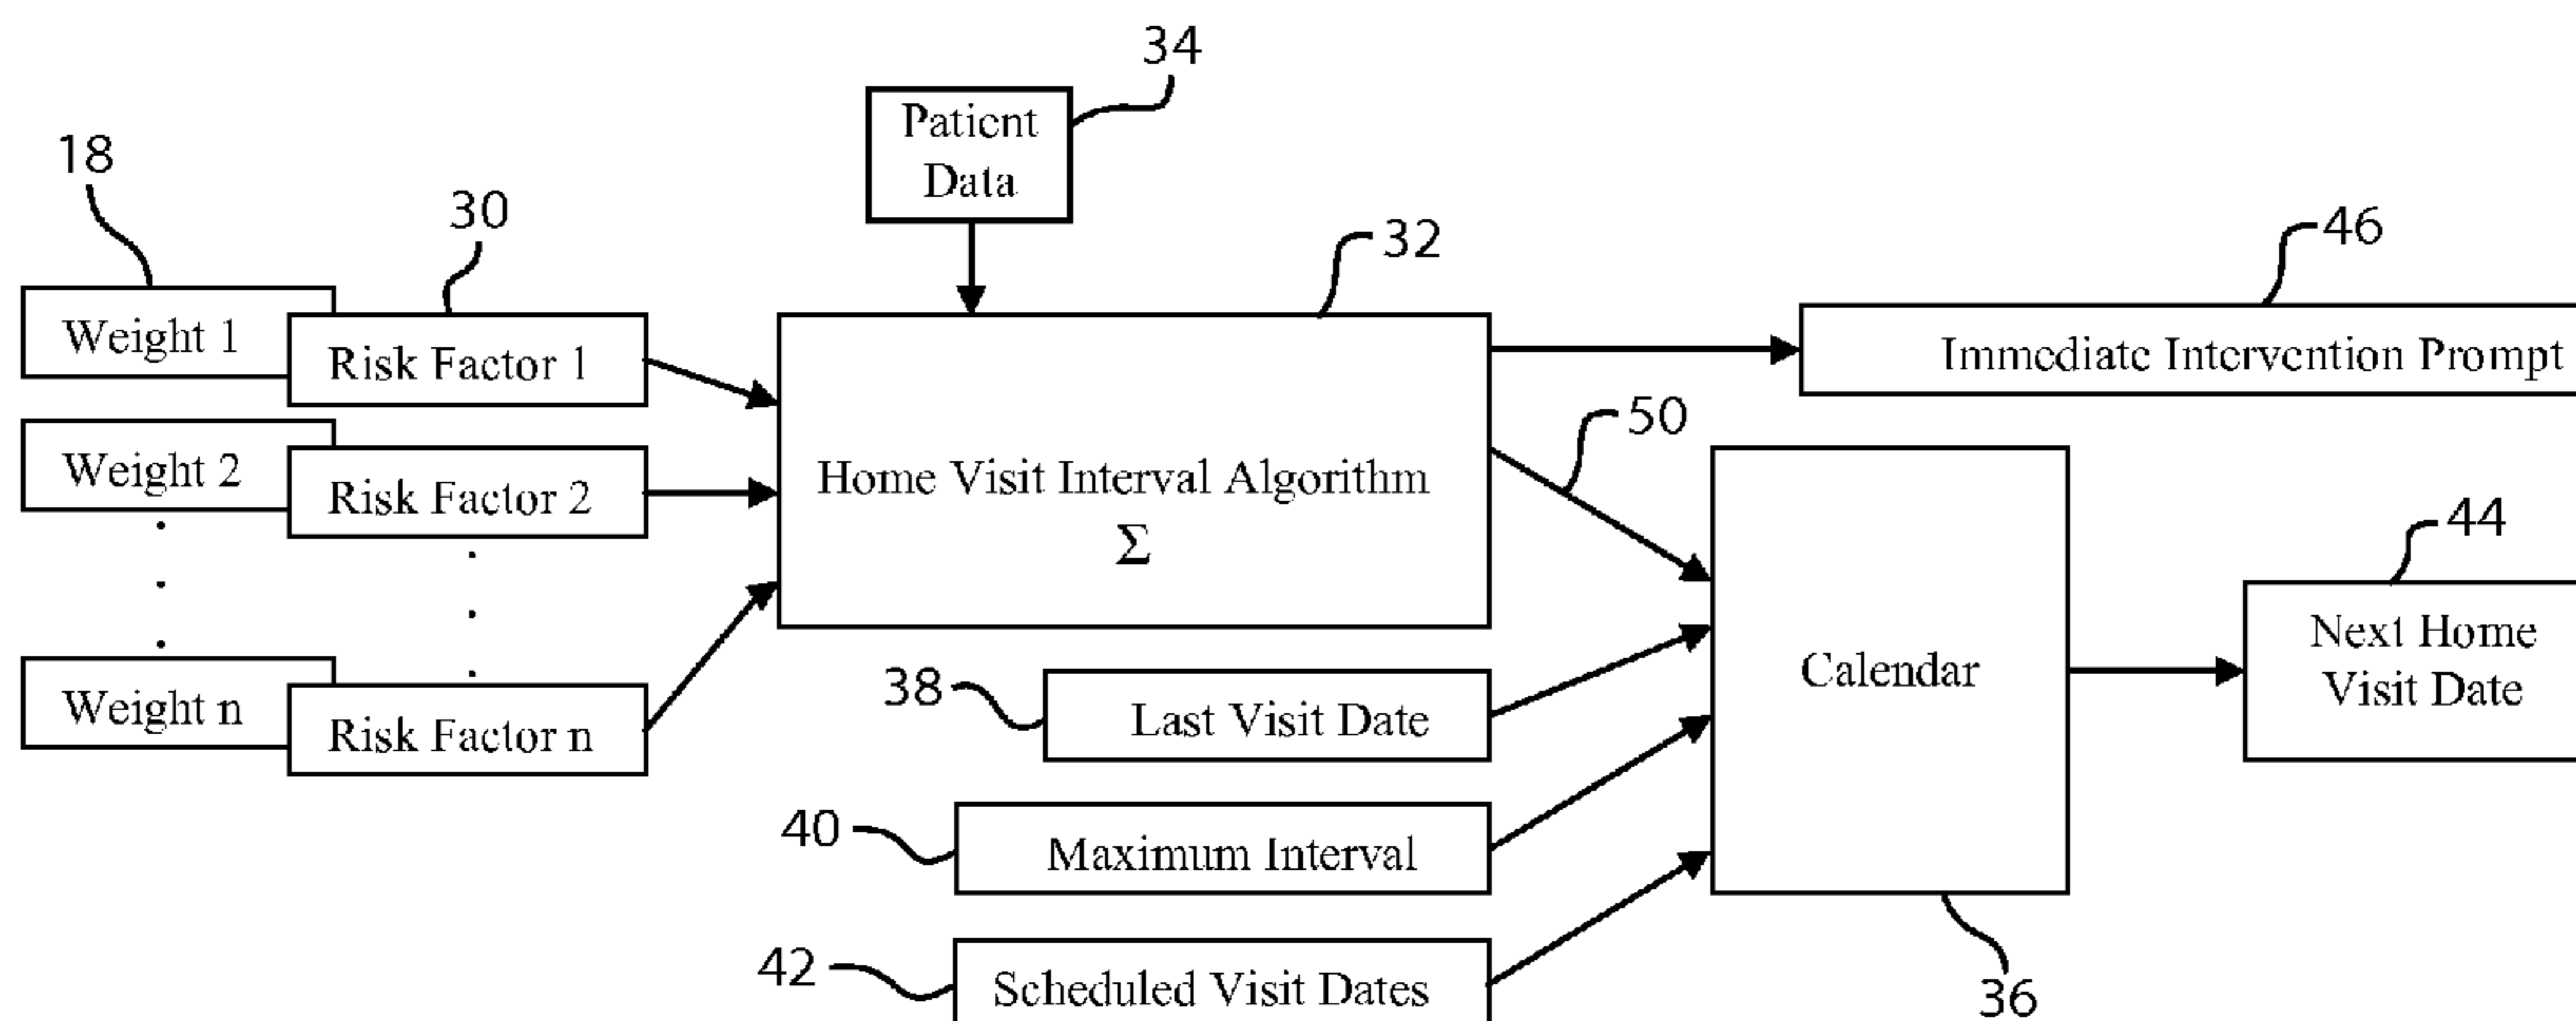 34
Patient
Data
18
30
32
46
Weight 1
Risk Factor 1
Immediate Intervention Prompt
50
Weight 2
Risk Factor 2
Home Visit Interval Algorithm
Σ
44
Next Home
Visit Date
Calendar
38
Last Visit Date
Weight n
Risk Factor n
40
Maximum Interval
42
Scheduled Visit Dates
36